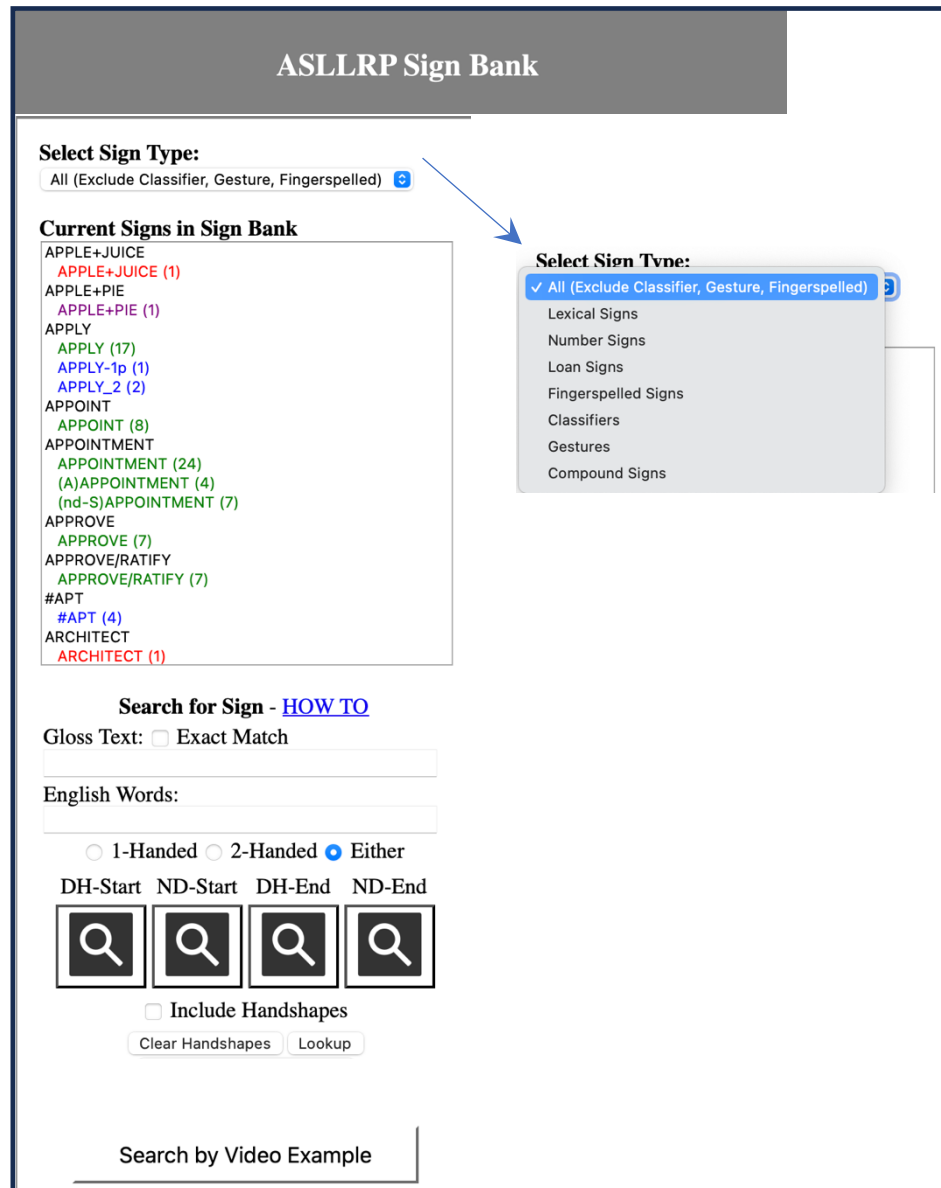 ASLLRP Sign Bank
Select Sign Type:
All (Exclude Classifier, Gesture, Fingerspelled)
Current Signs in Sign Bank
APPLE+JUICE
APPLE+JUICE (1)
APPLE+PIE
APPLE+PIE (1)
APPLY
APPLY (17)
APPLY-1p (1)
APPLY_2 (2)
APPOINT
APPOINT (8)
APPOINTMENT
APPOINTMENT (24)
(A)APPOINTMENT (4)
(nd-S)APPOINTMENT (7)
APPROVE
APPROVE (7)
APPROVE/RATIFY
APPROVE/RATIFY (7)
#APT
#APT (4)
ARCHITECT
ARCHITECT (1)
Select Sign Type:
✓ All (Exclude Classifier, Gesture, Fingerspelled)
Lexical Signs
Number Signs
Loan Signs
Fingerspelled Signs
Classifiers
Gestures
Compound Signs
Search for Sign - HOW TO
Gloss Text: Exact Match
English Words:
1-Handed 2-Handed Either
DH-Start ND-Start DH-End ND-End
Include Handshapes
Clear Handshapes Lookup
Search by Video Example